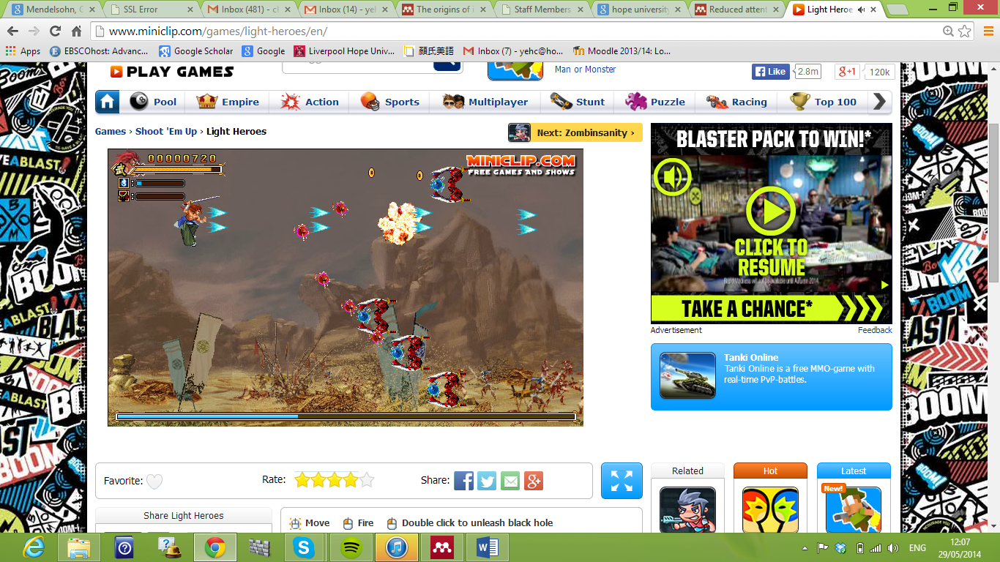 Mendelsohn, G
SSL Error
Inbox (481) - cl
Inbox (14) - yel
The origins of i
Staff Members
hope university
Reduced attent
Light Heroe
www.miniclip.com/games/light-heroes/en/
Apps
EBSCOhost: Advanc...
Google Scholar
Google
Liverpool Hope Univ...
顏氏美語
Inbox (7) - yehc@ho...
Moodle 2013/14: Lo...
PLAY GAMES
Man or Monster
Like
2.8m
+1
120k
Pool
Empire
Action
Sports
Multiplayer
Stunt
Puzzle
Racing
Top 100
Games › Shoot 'Em Up › Light Heroes
Next: Zombinsanity ›
00000720
MINICLIP.COM
FREE GAMES AND SHOWS
BLASTER PACK TO WIN!*
CLICK TO
RESUME
TAKE A CHANCE*
Advertisement
Feedback
Tanki Online
Tanki Online is a free MMO-game with
real-time PvP-battles.
Favorite:
Rate:
Share:
Related
Hot
Latest
New!
Share Light Heroes
Move
Fire
Double click to unleash black hole
ENG
12:07
29/05/2014